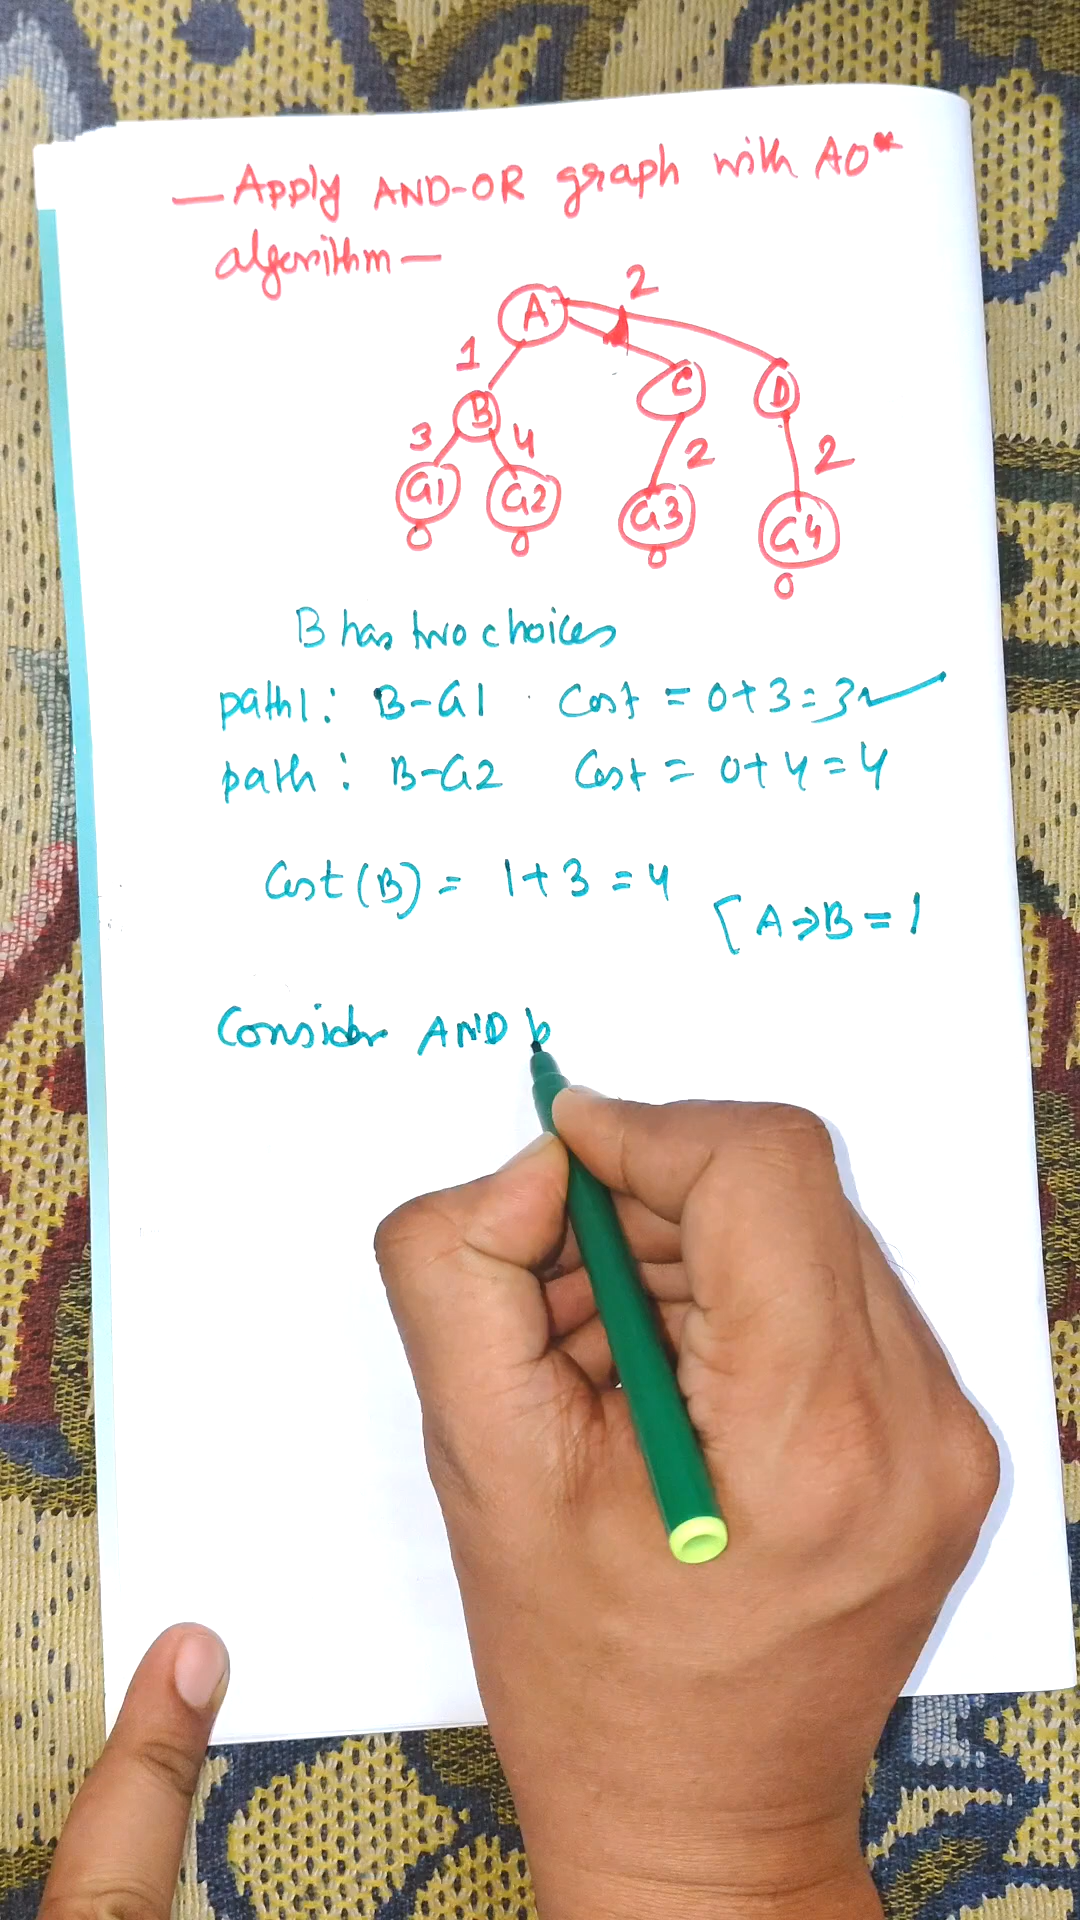 — Apply AND-OR graph with AO*
algorithm —
2
A
1
C
D
B
3 4
2
2
G1
G2
G3
G4
0
0
0
0
B has two choices
path1: B-G1 Cost = 0+3=3✓
path: B-G2 Cost = 0+4=4
Cost(B) = 1+3=4
[A→B=1
Consider AND b